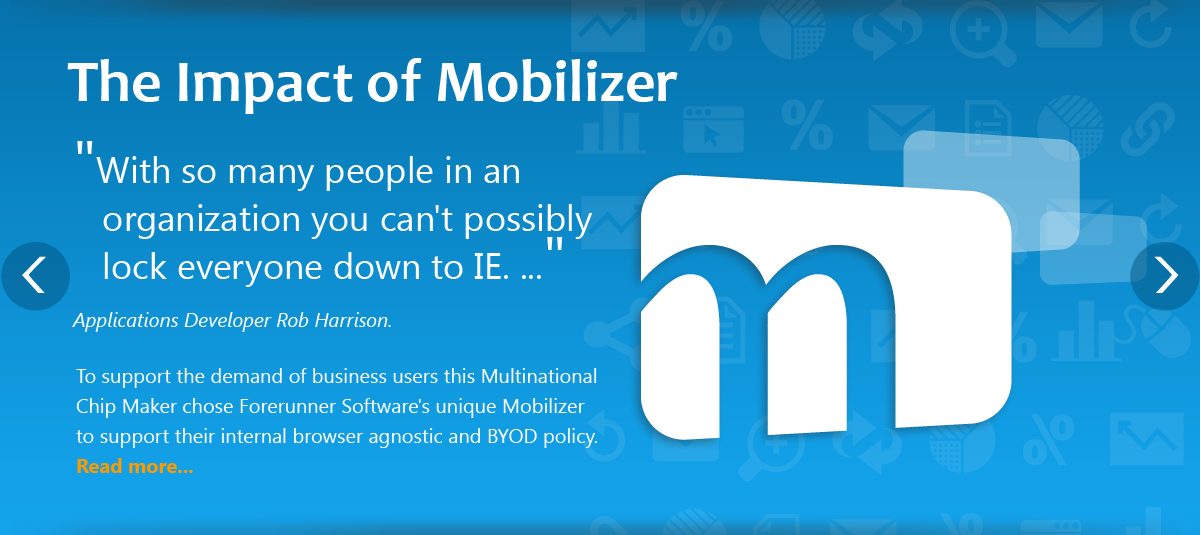 The Impact of Mobilizer
"With so many people in an
organization you can't possibly
lock everyone down to IE. ..."
Applications Developer Rob Harrison.
To support the demand of business users this Multinational
Chip Maker chose Forerunner Software's unique Mobilizer
to support their internal browser agnostic and BYOD policy.
Read more...
m